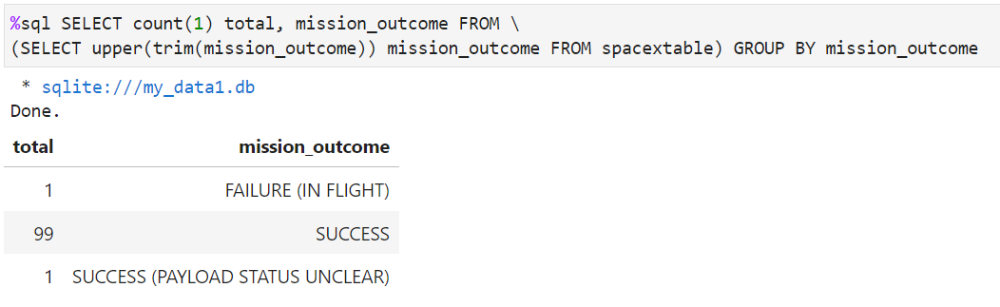 %sql SELECT count(1) total, mission_outcome FROM \
(SELECT upper(trim(mission_outcome)) mission_outcome FROM spacextable) GROUP BY mission_outcome
* sqlite:///my_data1.db
Done.
total mission_outcome
1 FAILURE (IN FLIGHT)
99 SUCCESS
1 SUCCESS (PAYLOAD STATUS UNCLEAR)